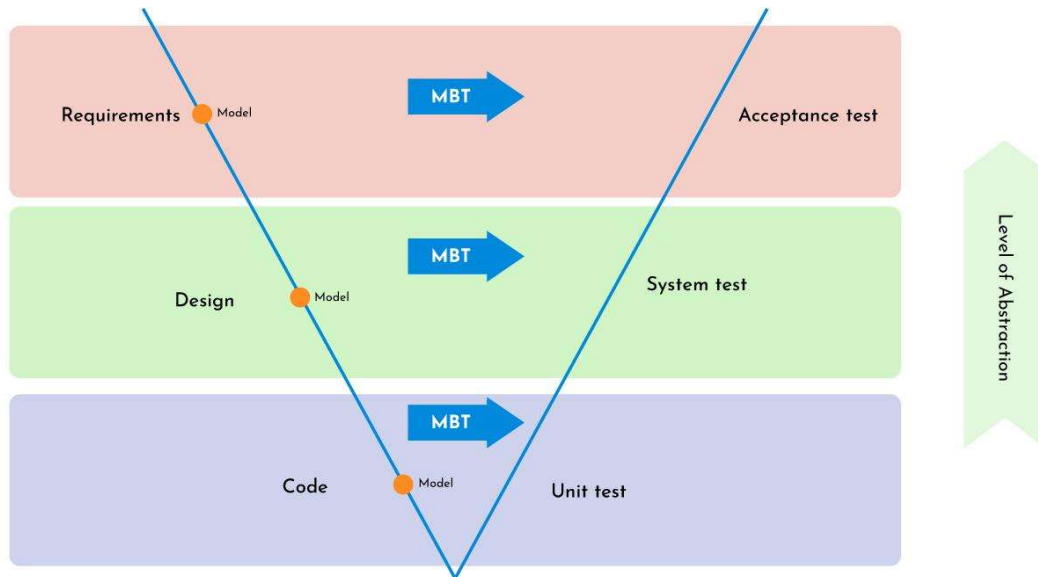 MBT
Requirements
Model
Acceptance test
MBT
System test
Design
Model
MBT
Code
Model
Unit test
Level of Abstraction